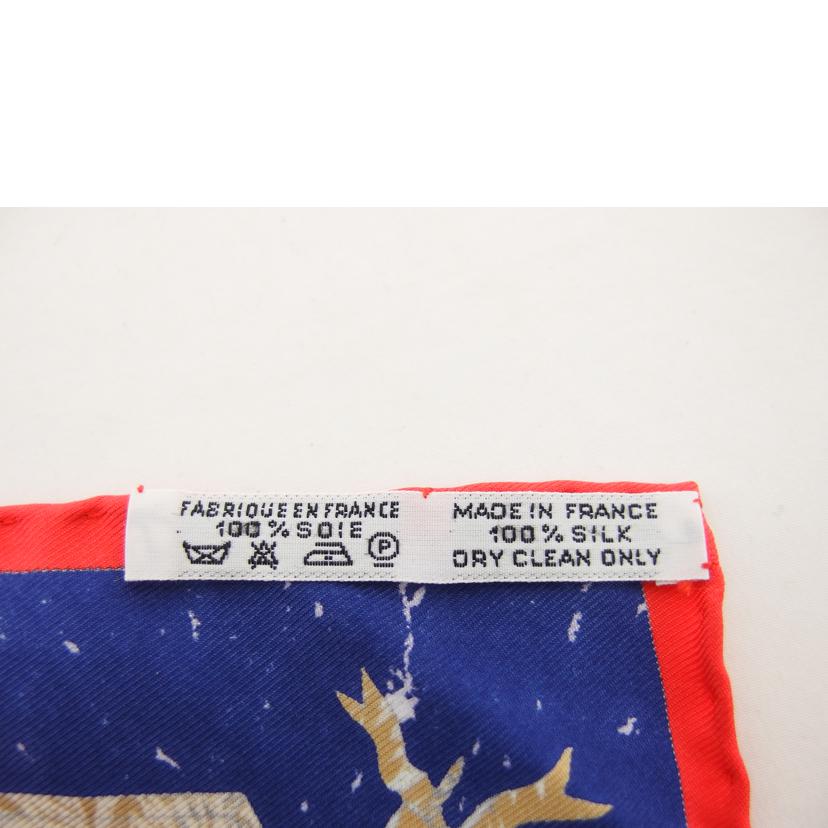 FABRIQUE EN FRANCE
100 % SOIE
P
MADE IN FRANCE
100 % SILK
DRY CLEAN ONLY